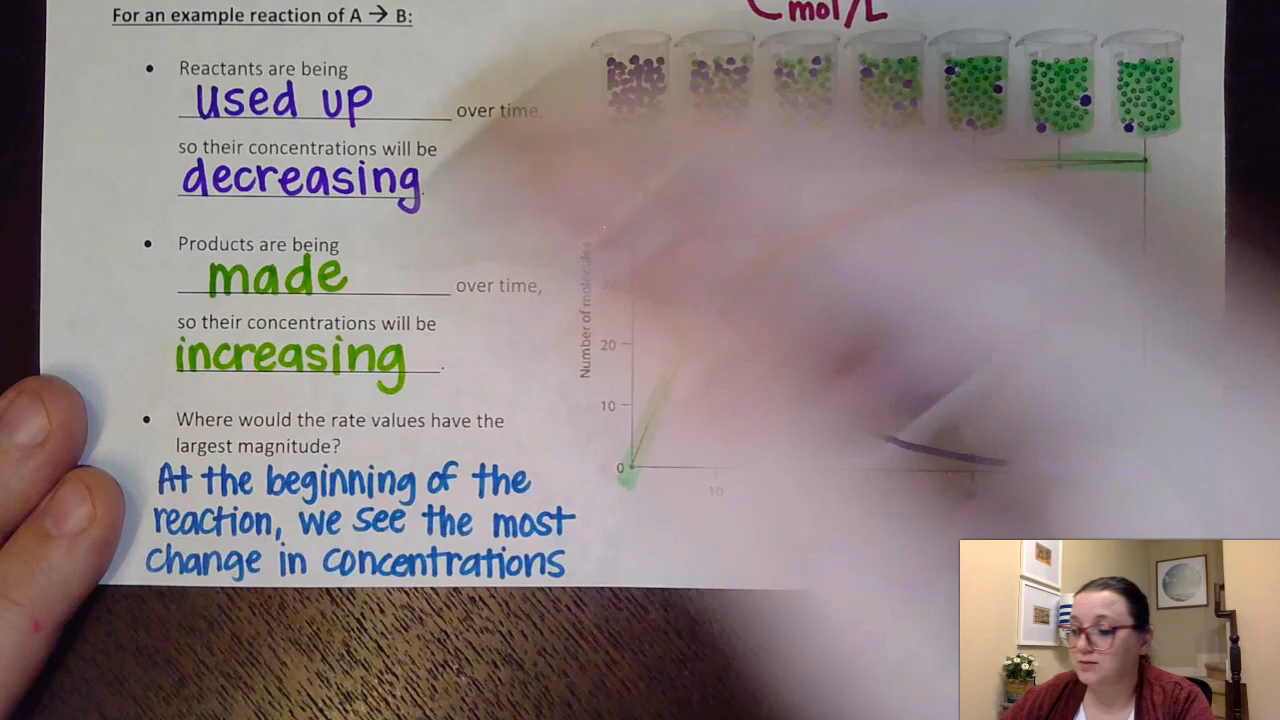 For an example reaction of A → B:
mol/L
• Reactants are being
used up over time,
so their concentrations will be
decreasing.
• Products are being
made over time,
so their concentrations will be
increasing.
• Where would the rate values have the
largest magnitude?
At the beginning of the
reaction, we see the most
change in concentrations
Number of molecules
20
10
0
10